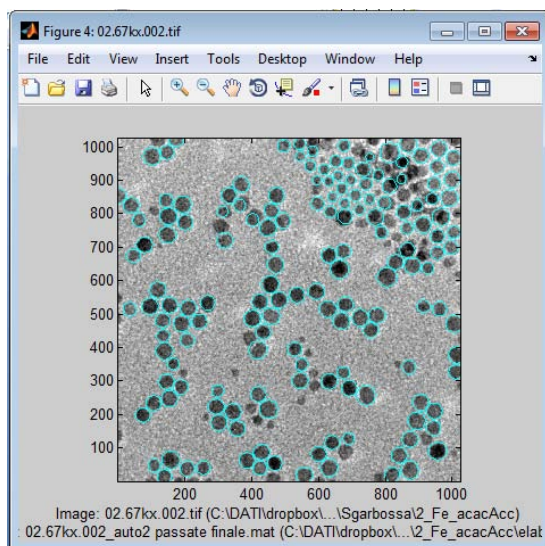 Figure 4: 02.67kx.002.tif
File Edit View Insert Tools Desktop Window Help
1000
900
800
700
600
500
400
300
200
100
200 400 600 800 1000
Image: 02.67kx.002.tif (C:\DATI\dropbox\...\Sgarbossa\2_Fe_acacAcc)
: 02.67kx.002_auto2 passate finale.mat (C:\DATI\dropbox\...\2_Fe_acacAcc\elab